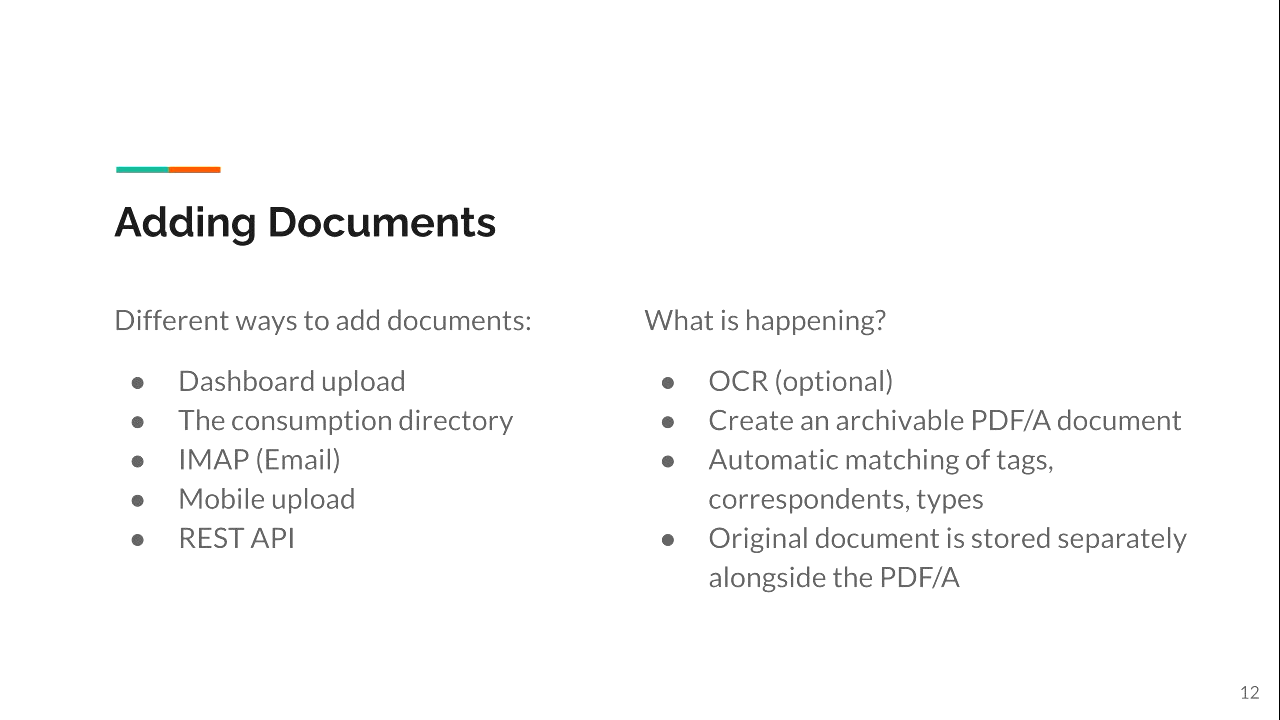 Adding Documents
Different ways to add documents:
● Dashboard upload
● The consumption directory
● IMAP (Email)
● Mobile upload
● REST API
What is happening?
● OCR (optional)
● Create an archivable PDF/A document
● Automatic matching of tags,
correspondents, types
● Original document is stored separately
alongside the PDF/A
12